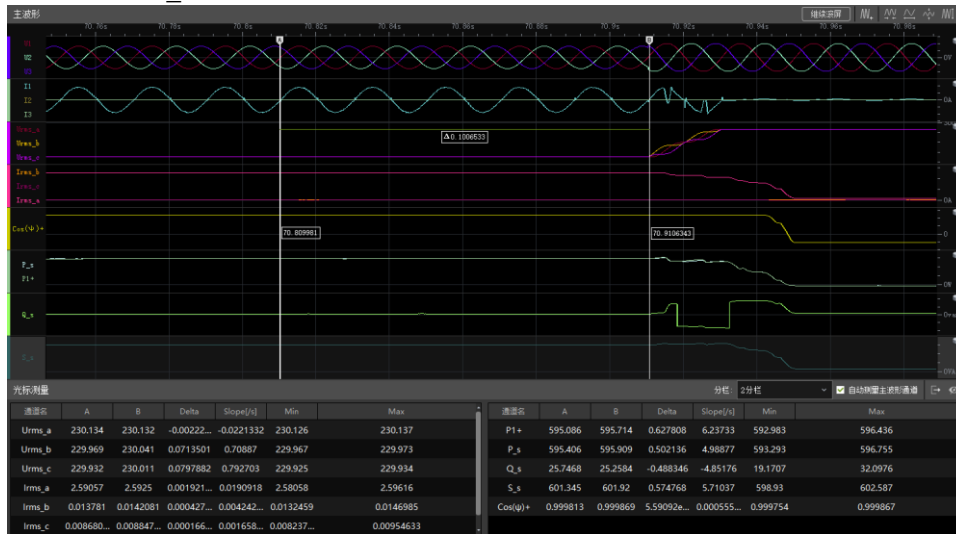 主波形
继续滚屏
70.76s 70.78s 70.8s 70.82s 70.84s 70.86s 70.88s 70.9s 70.92s 70.94s 70.96s 70.98s
U2
0V
I1
I2
I3
0A
Urms_a
Urms_b
Urms_c
Δ0.1006533
Irms_b
Irms_c
Irms_a
0A
Cos(ψ)+
70.809981
70.9106343
0
P_s
P1+
0W
Q_s
S_s
0VA
光标测量
分栏: 2分栏
自动测量主波形通道
通道名 A B Delta Slope[/s] Min Max
Urms_a 230.134 230.132 -0.00222... -0.0221332 230.126 230.137
Urms_b 229.969 230.041 0.0713501 0.70887 229.967 229.973
Urms_c 229.932 230.011 0.0797882 0.792703 229.925 229.934
Irms_a 2.59057 2.5925 0.001921... 0.0190918 2.58058 2.59616
Irms_b 0.013781 0.0142081 0.000427... 0.004242... 0.0132459 0.0146985
Irms_c 0.008680... 0.008847... 0.000166... 0.001658... 0.008237... 0.00954633
通道名 A B Delta Slope[/s] Min Max
P1+ 595.086 595.714 0.627808 6.23733 592.983 596.436
P_s 595.406 595.909 0.502136 4.98877 593.293 596.755
Q_s 25.7468 25.2584 -0.488346 -4.85176 19.1707 32.0976
S_s 601.345 601.92 0.574768 5.71037 598.93 602.587
Cos(ψ)+ 0.999813 0.999869 5.59092e... 0.000555... 0.999754 0.999867